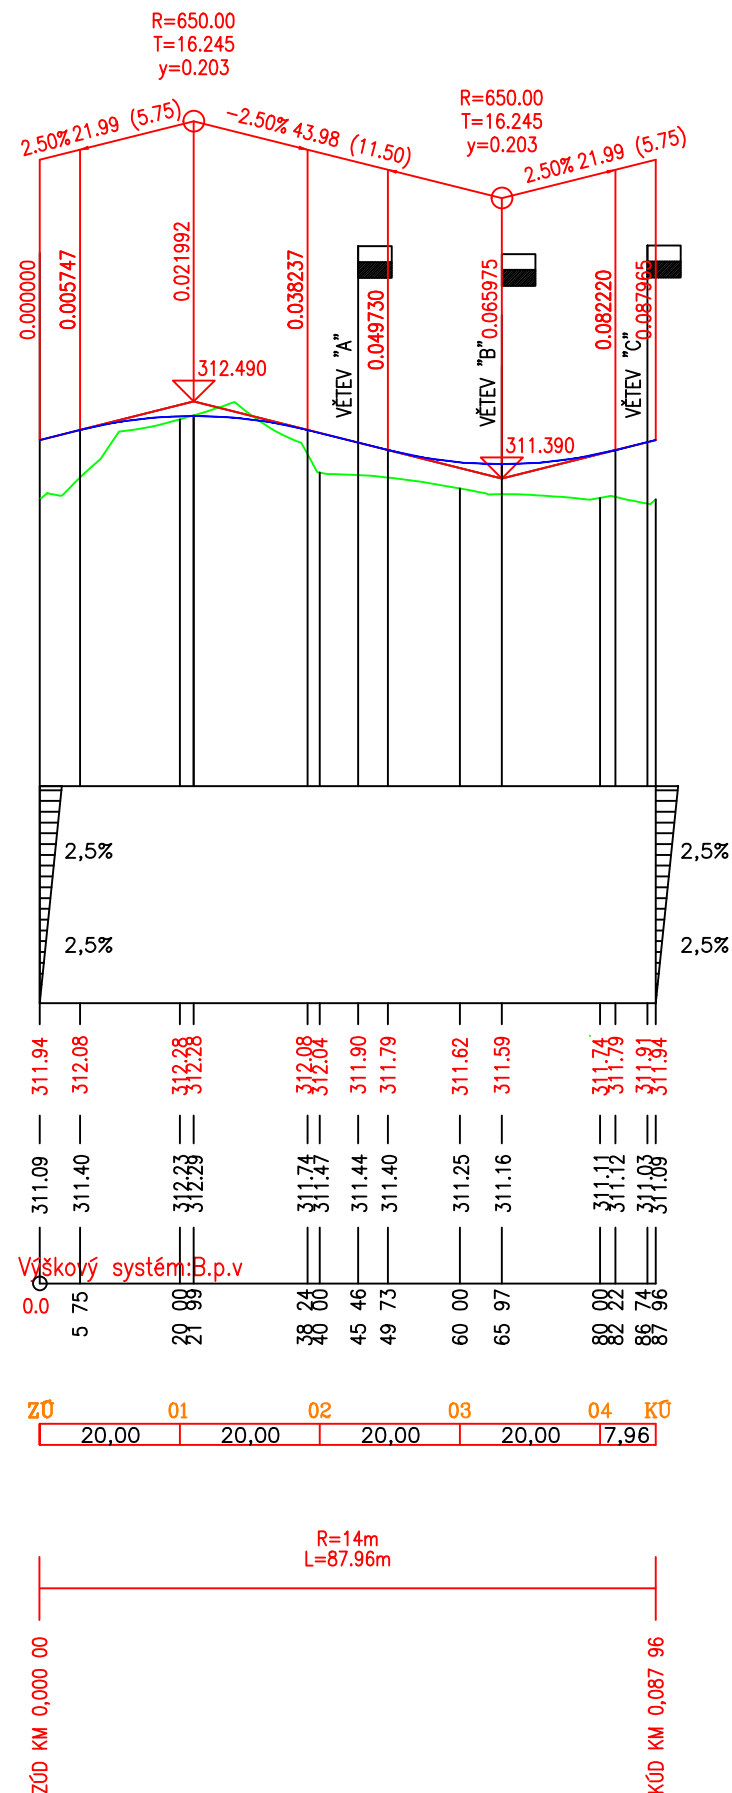 R=650.00
T=16.245
y=0.203
R=650.00
T=16.245
y=0.203
2.50% 21.99 (5.75)
-2.50% 43.98 (11.50)
2.50% 21.99 (5.75)
0.000000
0.005747
0.021992
0.038237
0.049730
0.065975
0.082220
0.087965
VĚTEV "A"
VĚTEV "B"
VĚTEV "C"
312.490
311.390
2,5%
2,5%
2,5%
2,5%
311.94
312.08
312.28
312.28
312.08
312.04
311.90
311.79
311.62
311.59
311.74
311.79
311.91
311.94
311.09
311.40
312.23
312.29
311.74
311.47
311.44
311.40
311.25
311.16
311.11
311.12
311.03
311.09
Výškový systém:B.p.v
0.0
5 75
20 00
21 99
38 24
40 00
45 46
49 73
60 00
65 97
80 00
82 22
86 74
87 96
ZÚ 01 02 03 04 KÚ
20,00 20,00 20,00 20,00 7,96
R=14m
L=87.96m
ZÚD KM 0,000 00
KÚD KM 0,087 96